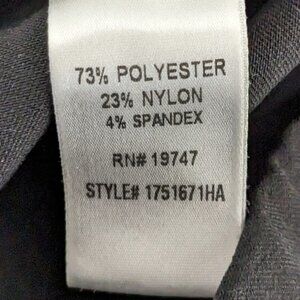 73% POLYESTER
23% NYLON
4% SPANDEX
RN# 19747
STYLE# 1751671HA